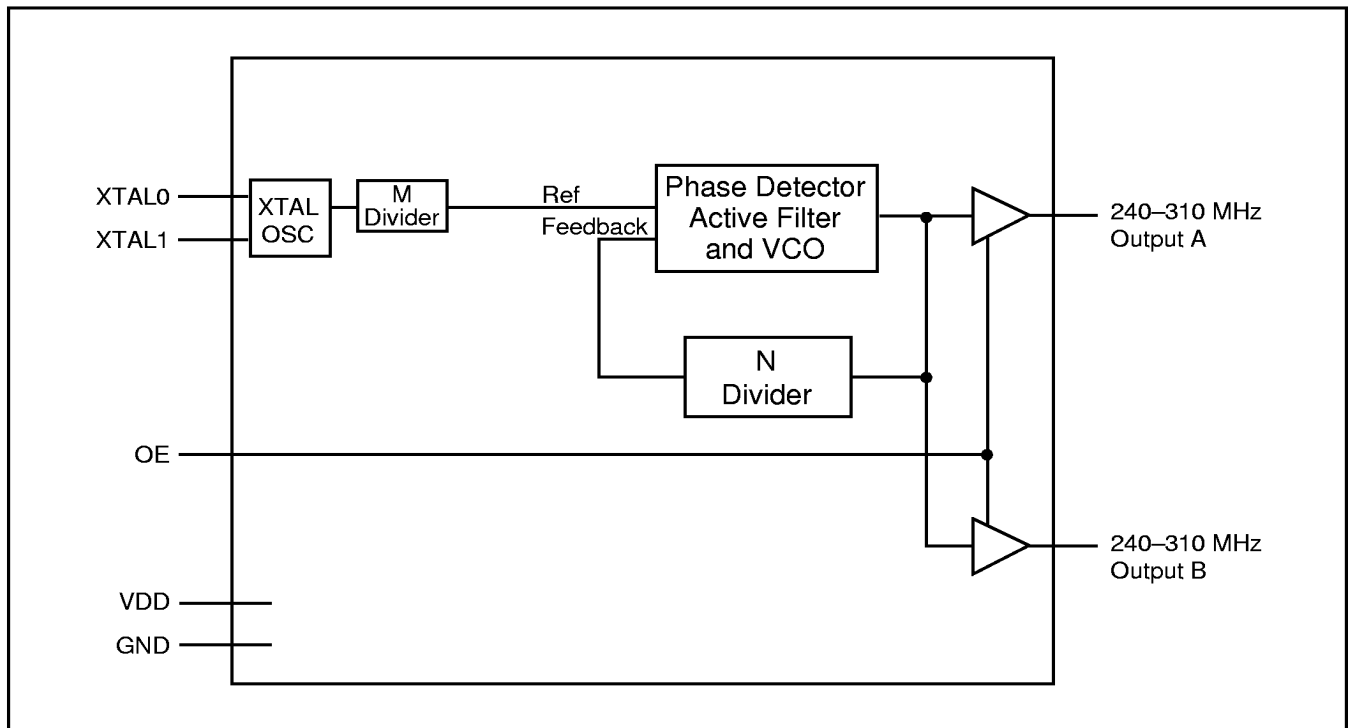 XTAL0
XTAL1
XTAL
OSC
M
Divider
Ref
Feedback
Phase Detector
Active Filter
and VCO
240–310 MHz
Output A
N
Divider
OE
240–310 MHz
Output B
VDD
GND